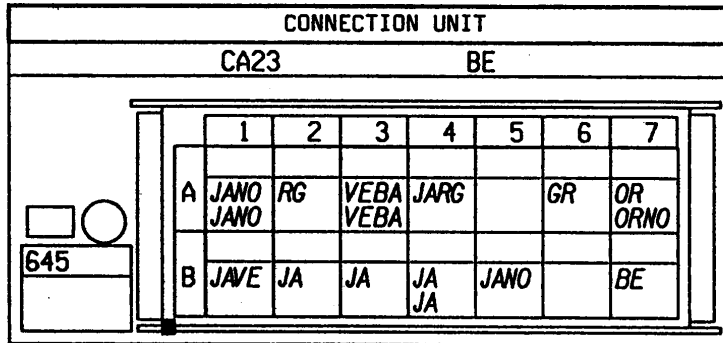 CONNECTION UNIT
CA23 BE
1 2 3 4 5 6 7
A JANO RG VEBA JARG GR OR
JANO VEBA ORNO
645
B JAVE JA JA JA JANO BE
JA